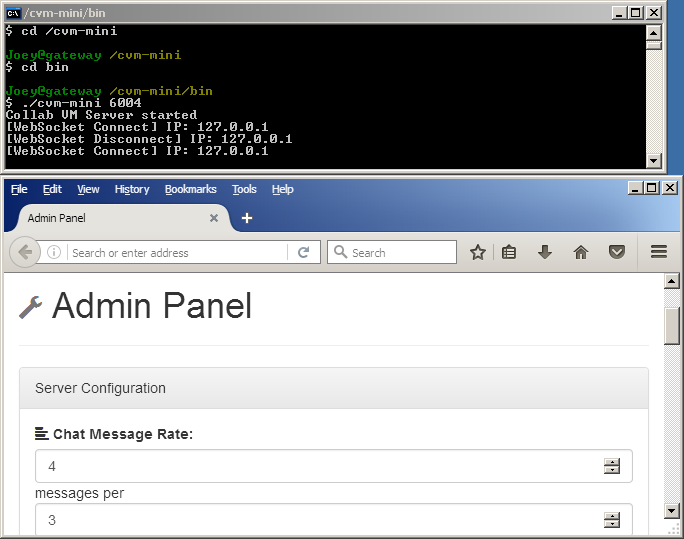 /cvm-mini/bin
$ cd /cvm-mini
Joey@gateway /cvm-mini
$ cd bin
Joey@gateway /cvm-mini/bin
$ ./cvm-mini 6004
Collab VM Server started
[WebSocket Connect] IP: 127.0.0.1
[WebSocket Disconnect] IP: 127.0.0.1
[WebSocket Connect] IP: 127.0.0.1
File Edit View History Bookmarks Tools Help
Admin Panel
Search or enter address Search
Admin Panel
Server Configuration
Chat Message Rate:
4
messages per
3